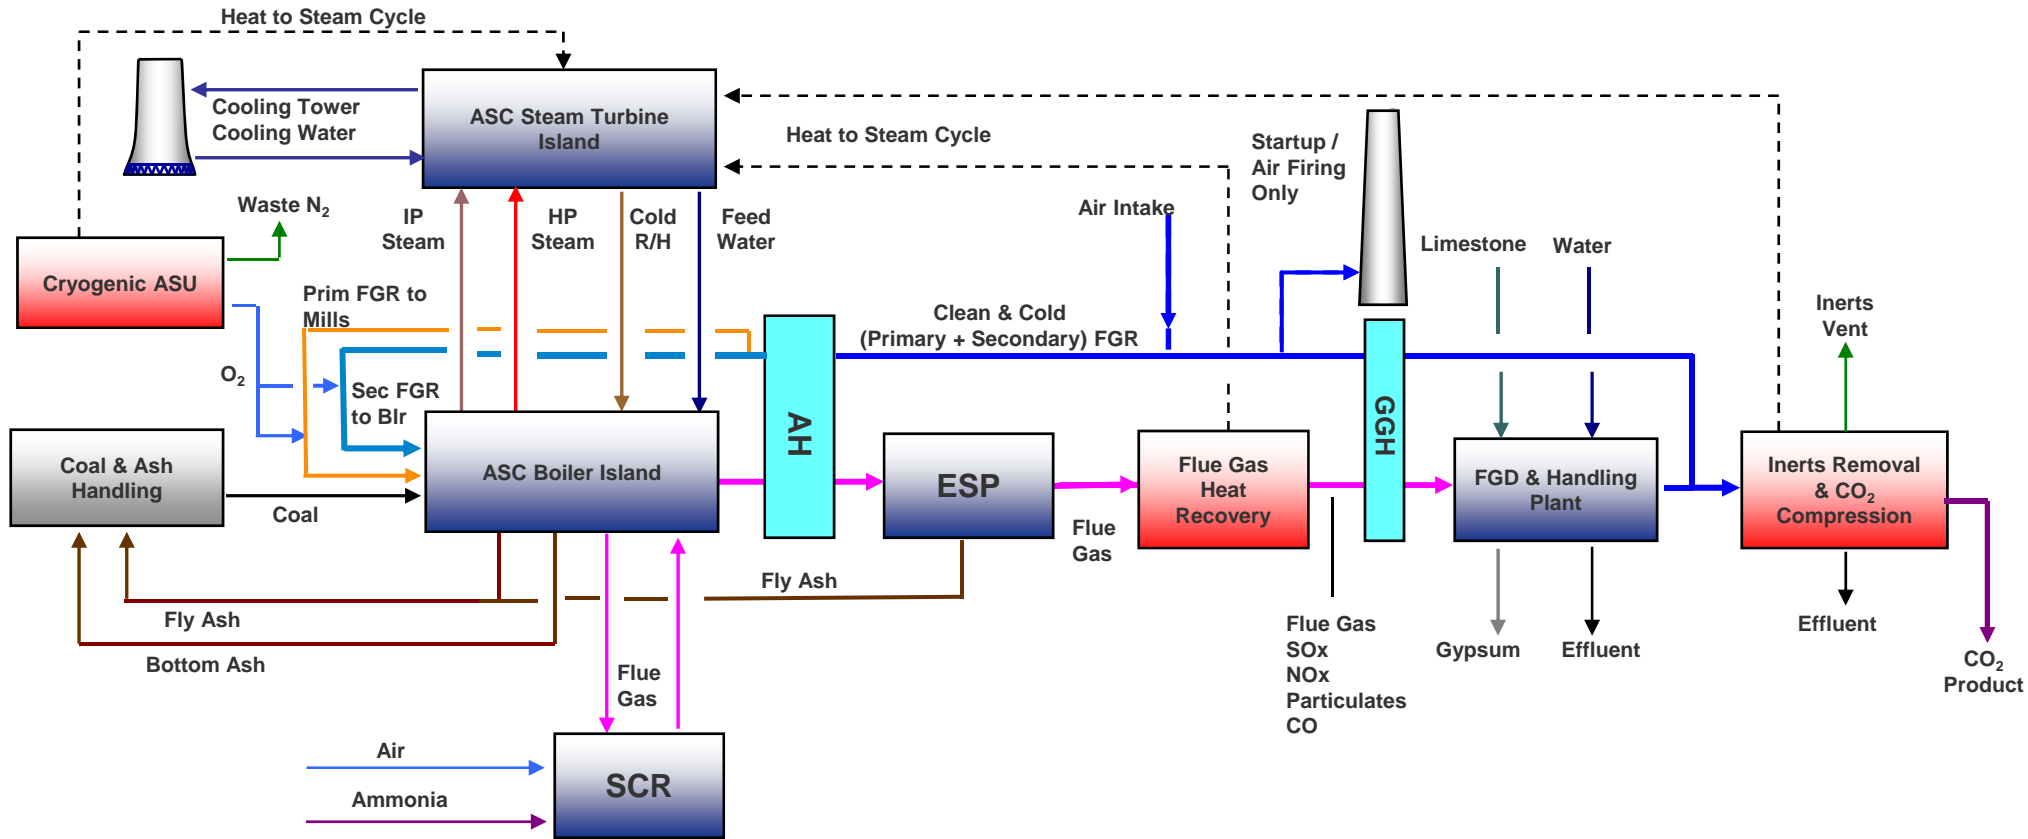 Heat to Steam Cycle
Cooling Tower
Cooling Water
ASC Steam Turbine
Island
Heat to Steam Cycle
Startup /
Air Firing
Only
Waste N₂
IP
Steam
HP
Steam
Cold
R/H
Feed
Water
Air Intake
Limestone
Water
Cryogenic ASU
Prim FGR to
Mills
Clean & Cold
(Primary + Secondary) FGR
Inerts
Vent
O₂
Sec FGR
to Blr
AH
GGH
Coal & Ash
Handling
Coal
ASC Boiler Island
ESP
Flue Gas
Heat
Recovery
FGD & Handling
Plant
Inerts Removal
& CO₂
Compression
Flue
Gas
Fly Ash
Fly Ash
Bottom Ash
Flue
Gas
Flue Gas
SOx
NOx
Particulates
CO
Gypsum
Effluent
Effluent
CO₂
Product
Air
Ammonia
SCR